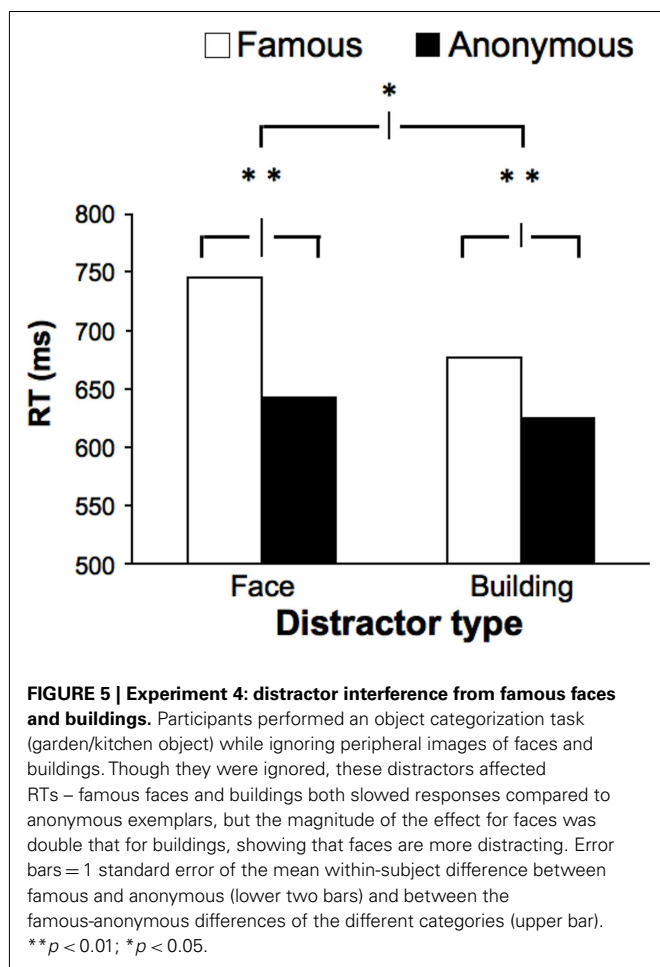 Famous Anonymous
*
** **
800
750
700
650
600
550
500
RT (ms)
Face Building
Distractor type
FIGURE 5 | Experiment 4: distractor interference from famous faces
and buildings. Participants performed an object categorization task
(garden/kitchen object) while ignoring peripheral images of faces and
buildings. Though they were ignored, these distractors affected
RTs – famous faces and buildings both slowed responses compared to
anonymous exemplars, but the magnitude of the effect for faces was
double that for buildings, showing that faces are more distracting. Error
bars = 1 standard error of the mean within-subject difference between
famous and anonymous (lower two bars) and between the
famous-anonymous differences of the different categories (upper bar).
**p < 0.01; *p < 0.05.